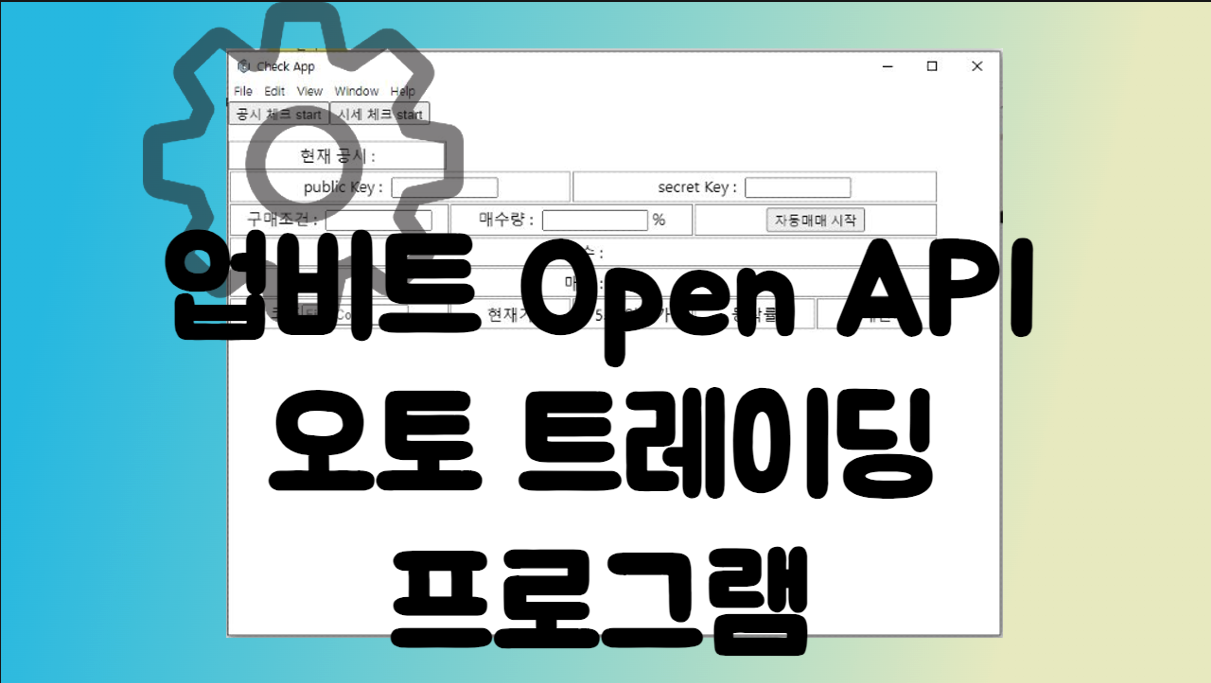 Check App
File Edit View Window Help
공시 체크 start 시세 체크 start
현재 공시 :
public Key : secret Key :
구매조건 : 매수량 : % 자동매매 시작
업비트 Open API
오토 트레이딩
프로그램